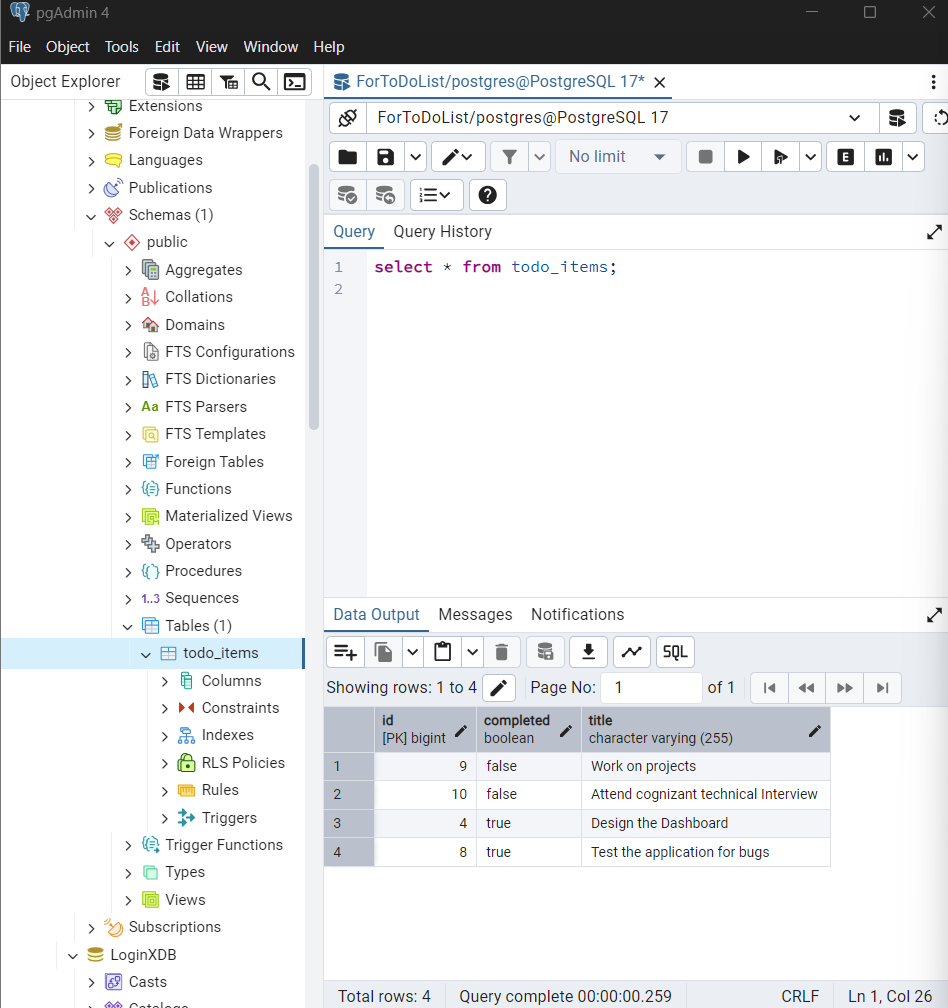 pgAdmin 4
File Object Tools Edit View Window Help
Object Explorer
Extensions
Foreign Data Wrappers
Languages
Publications
Schemas (1)
public
Aggregates
Collations
Domains
FTS Configurations
FTS Dictionaries
Aa FTS Parsers
FTS Templates
Foreign Tables
Functions
Materialized Views
Operators
Procedures
1..3 Sequences
Tables (1)
todo_items
Columns
Constraints
Indexes
RLS Policies
Rules
Triggers
Trigger Functions
Types
Views
Subscriptions
LoginXDB
Casts
Catalogs
ForToDoList/postgres@PostgreSQL 17*
ForToDoList/postgres@PostgreSQL 17
No limit
E
Query Query History
1 select * from todo_items;
2
Data Output Messages Notifications
SQL
Showing rows: 1 to 4 Page No: 1 of 1
id completed title
[PK] bigint boolean character varying (255)
1 9 false Work on projects
2 10 false Attend cognizant technical Interview
3 4 true Design the Dashboard
4 8 true Test the application for bugs
Total rows: 4 Query complete 00:00:00.259 CRLF Ln 1, Col 26